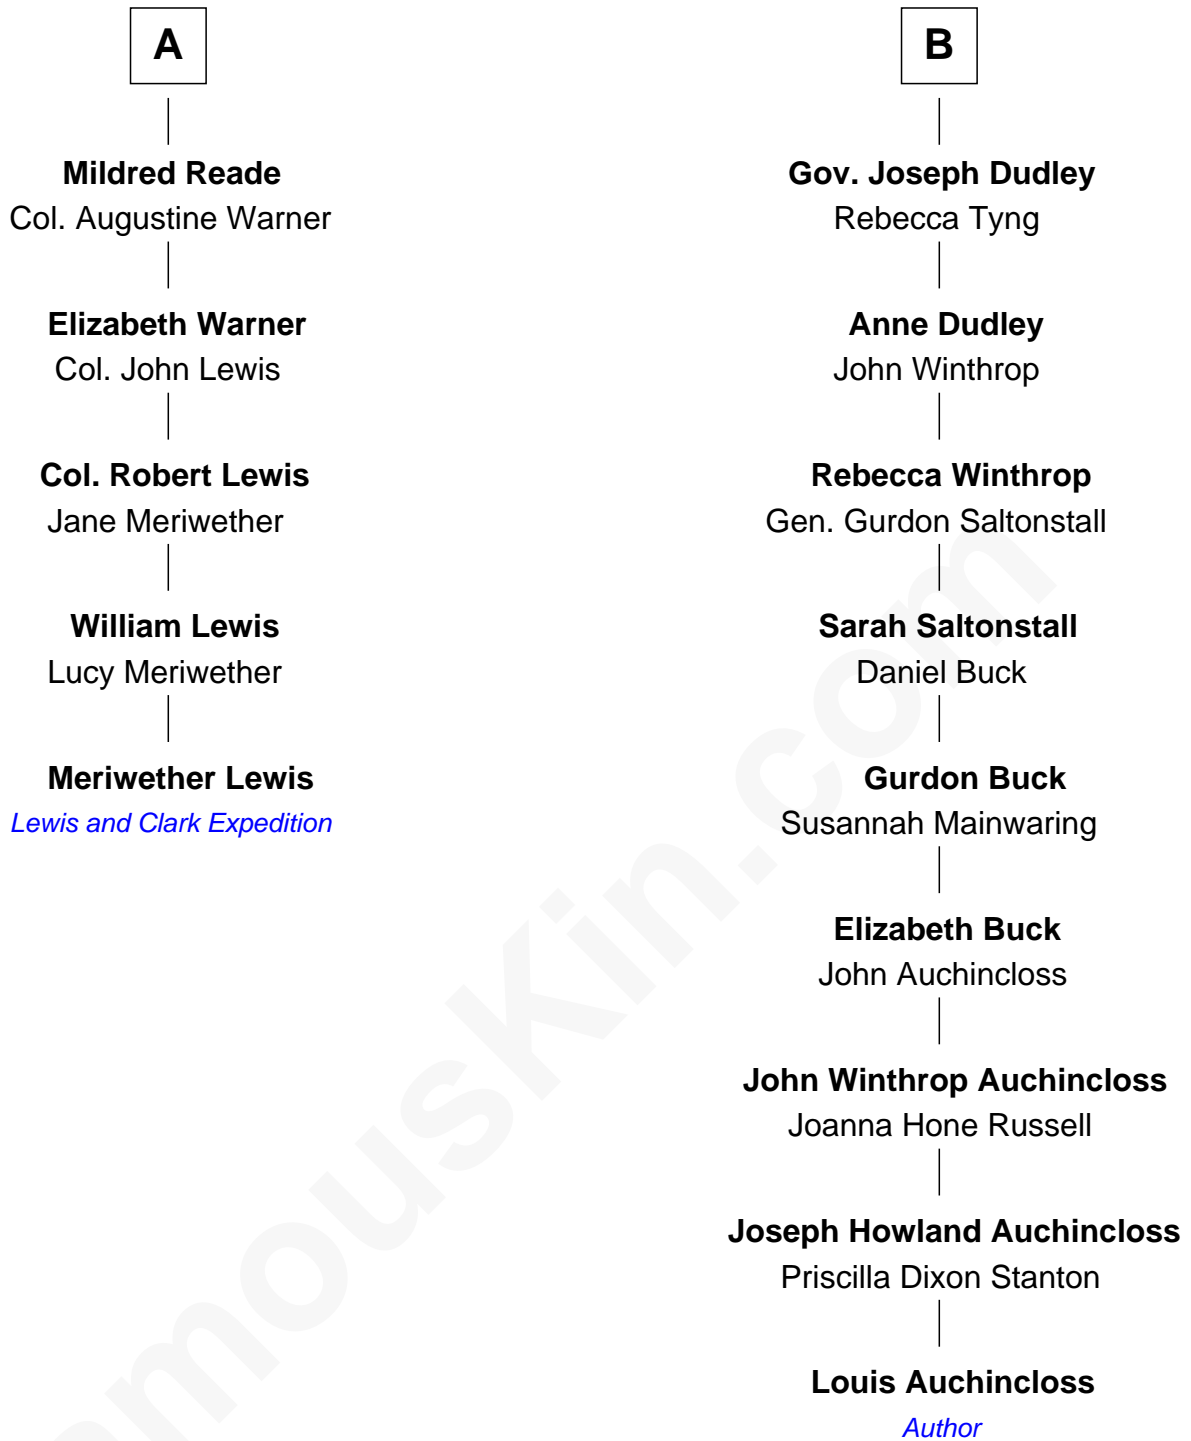 A
Mildred Reade
Col. Augustine Warner
Elizabeth Warner
Col. John Lewis
Col. Robert Lewis
Jane Meriwether
William Lewis
Lucy Meriwether
Meriwether Lewis
Lewis and Clark Expedition
B
Gov. Joseph Dudley
Rebecca Tyng
Anne Dudley
John Winthrop
Rebecca Winthrop
Gen. Gurdon Saltonstall
Sarah Saltonstall
Daniel Buck
Gurdon Buck
Susannah Mainwaring
Elizabeth Buck
John Auchincloss
John Winthrop Auchincloss
Joanna Hone Russell
Joseph Howland Auchincloss
Priscilla Dixon Stanton
Louis Auchincloss
Author
amouskin.com